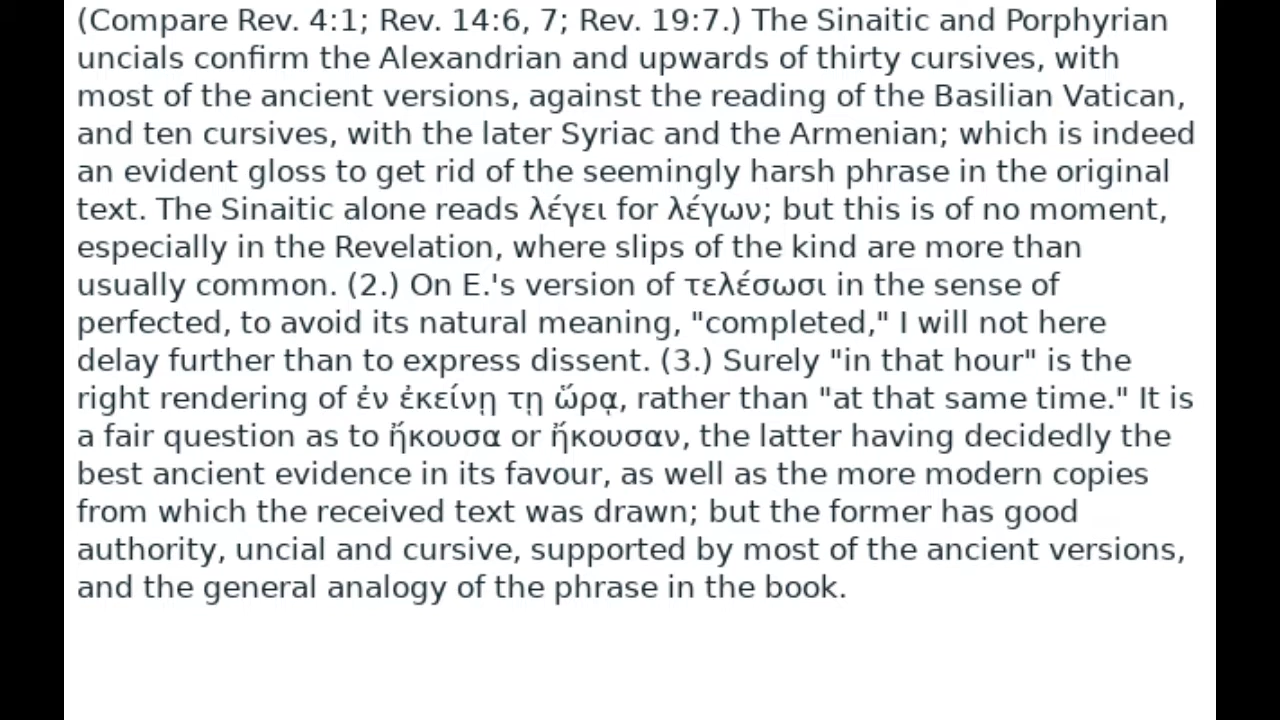 (Compare Rev. 4:1; Rev. 14:6, 7; Rev. 19:7.) The Sinaitic and Porphyrian
uncials confirm the Alexandrian and upwards of thirty cursives, with
most of the ancient versions, against the reading of the Basilian Vatican,
and ten cursives, with the later Syriac and the Armenian; which is indeed
an evident gloss to get rid of the seemingly harsh phrase in the original
text. The Sinaitic alone reads λέγει for λέγων; but this is of no moment,
especially in the Revelation, where slips of the kind are more than
usually common. (2.) On E.'s version of τελέσωσι in the sense of
perfected, to avoid its natural meaning, "completed," I will not here
delay further than to express dissent. (3.) Surely "in that hour" is the
right rendering of ἐν ἐκείνῃ τῃ ὥρᾳ, rather than "at that same time." It is
a fair question as to ἤκουσα or ἤκουσαν, the latter having decidedly the
best ancient evidence in its favour, as well as the more modern copies
from which the received text was drawn; but the former has good
authority, uncial and cursive, supported by most of the ancient versions,
and the general analogy of the phrase in the book.